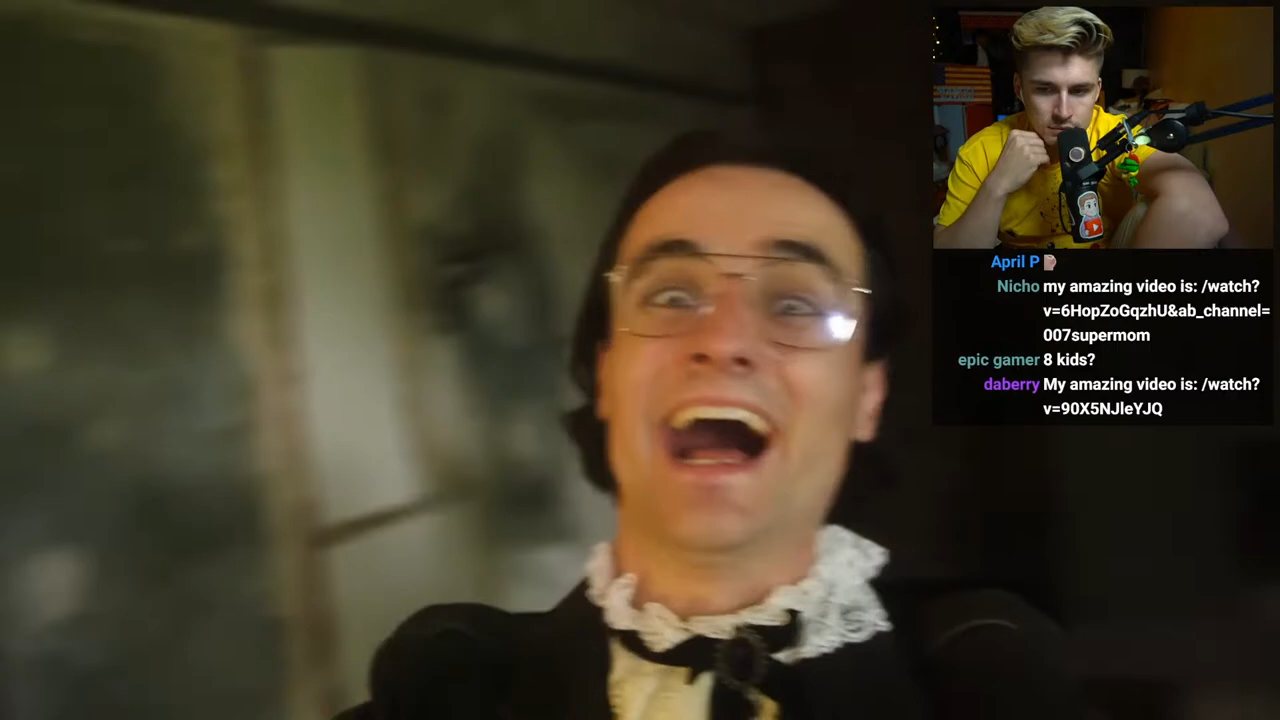 April P
Nicho my amazing video is: /watch?
v=6HopZoGqzhU&ab_channel=
007supermom
epic gamer 8 kids?
daberry My amazing video is: /watch?
v=90X5NJleYJQ